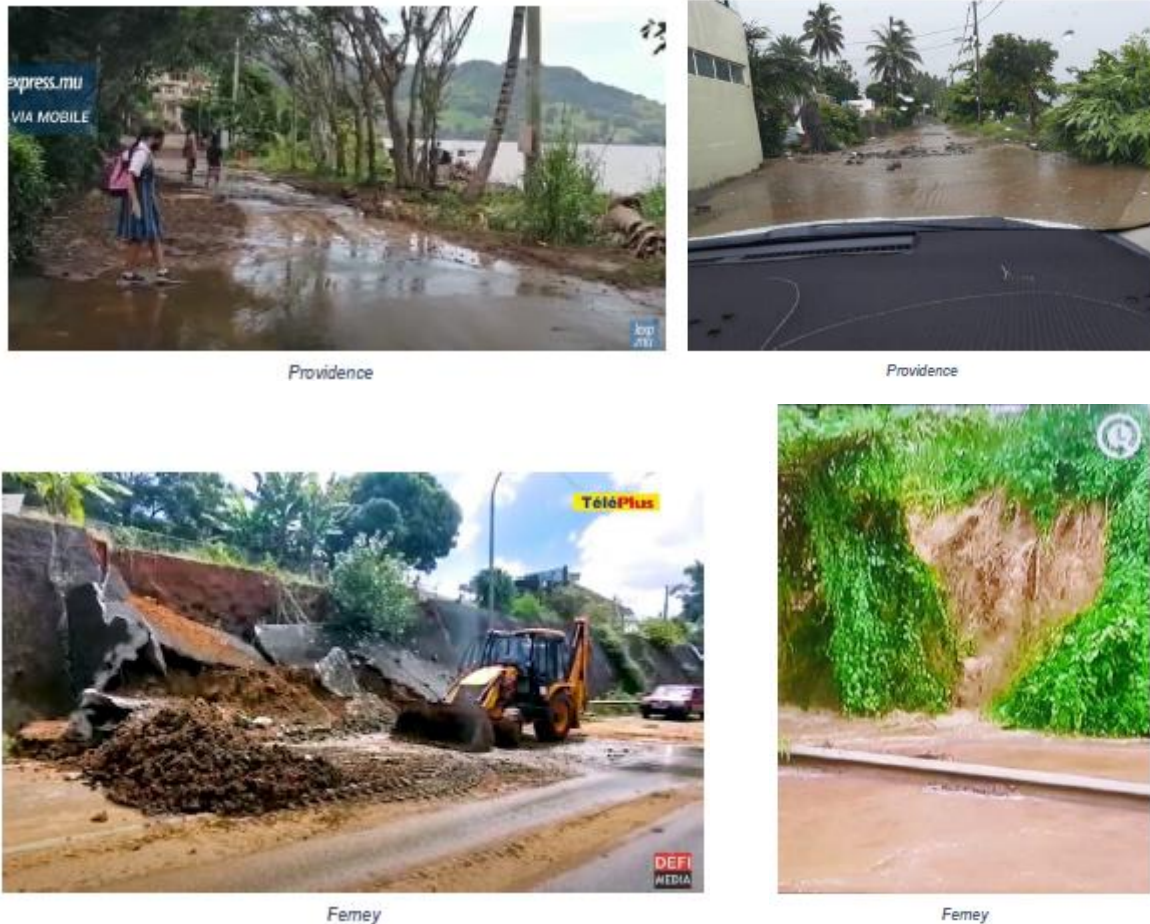 express.mu
VIA MOBILE
lexp
.mu
Providence
Providence
TéléPlus
DEFI
MEDIA
Ferney
Ferney